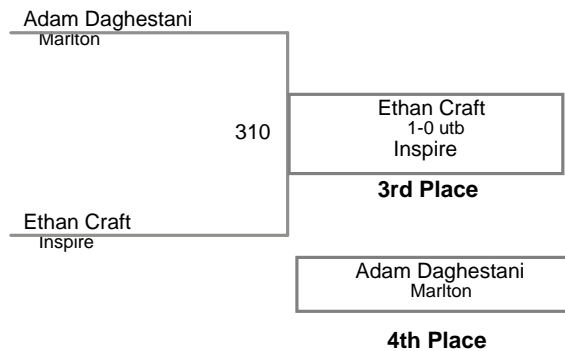 Adam Daghestani
Marlton
310
Ethan Craft
1-0 utb
Inspire
3rd Place
Ethan Craft
Inspire
Adam Daghestani
Marlton
4th Place